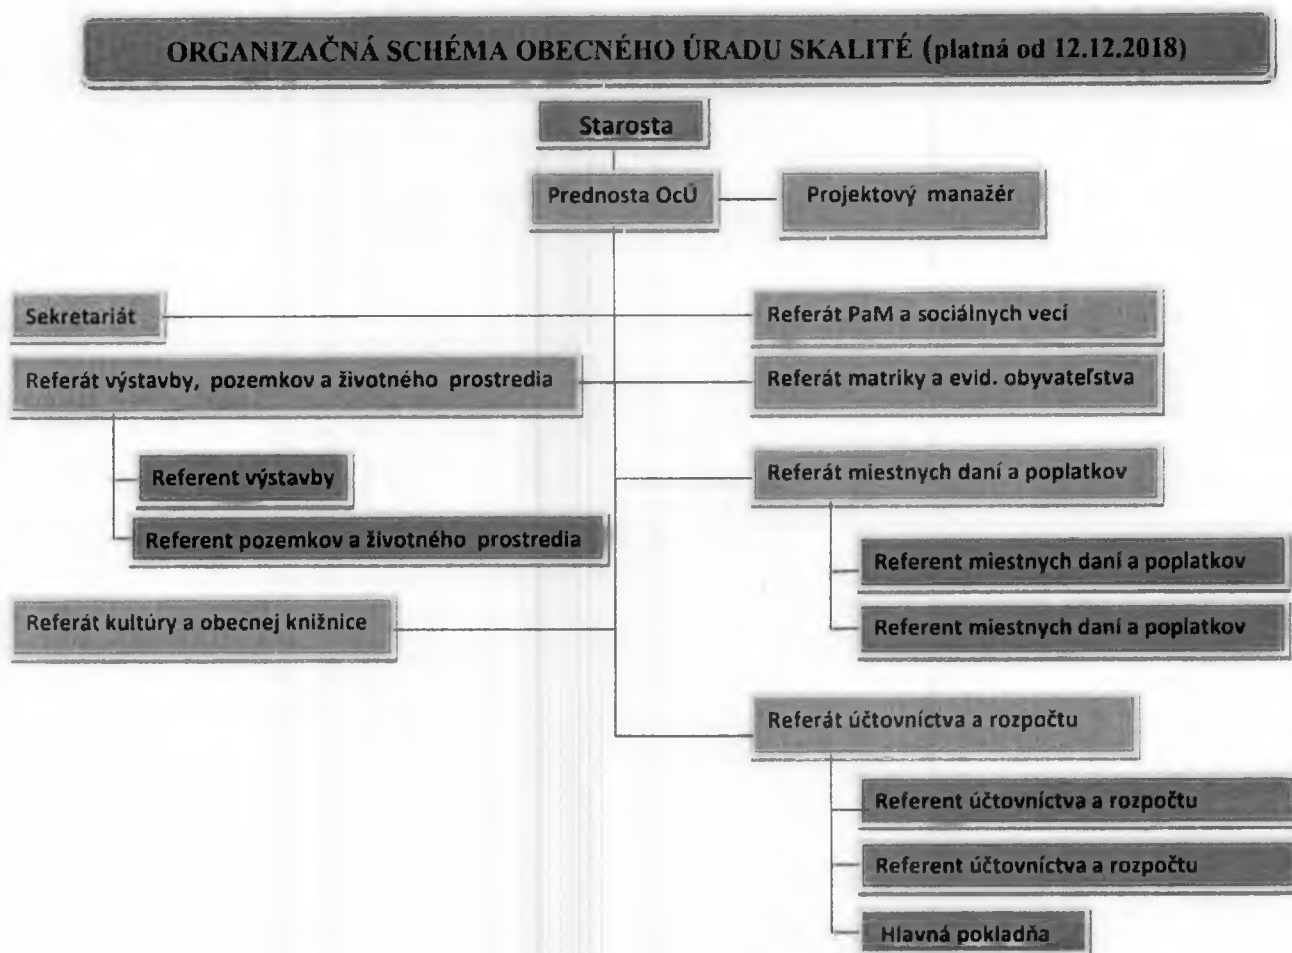 ORGANIZAČNÁ SCHÉMA OBECNÉHO ÚRADU SKALITÉ (platná od 12.12.2018)
Starosta
Prednosta OcÚ
Projektový manažér
Sekretariát
Referát PaM a sociálnych vecí
Referát výstavby, pozemkov a životného prostredia
Referát matriky a evid. obyvateľstva
Referent výstavby
Referent pozemkov a životného prostredia
Referát miestnych daní a poplatkov
Referent miestnych daní a poplatkov
Referent miestnych daní a poplatkov
Referát kultúry a obecnej knižnice
Referát účtovníctva a rozpočtu
Referent účtovníctva a rozpočtu
Referent účtovníctva a rozpočtu
Hlavná pokladňa